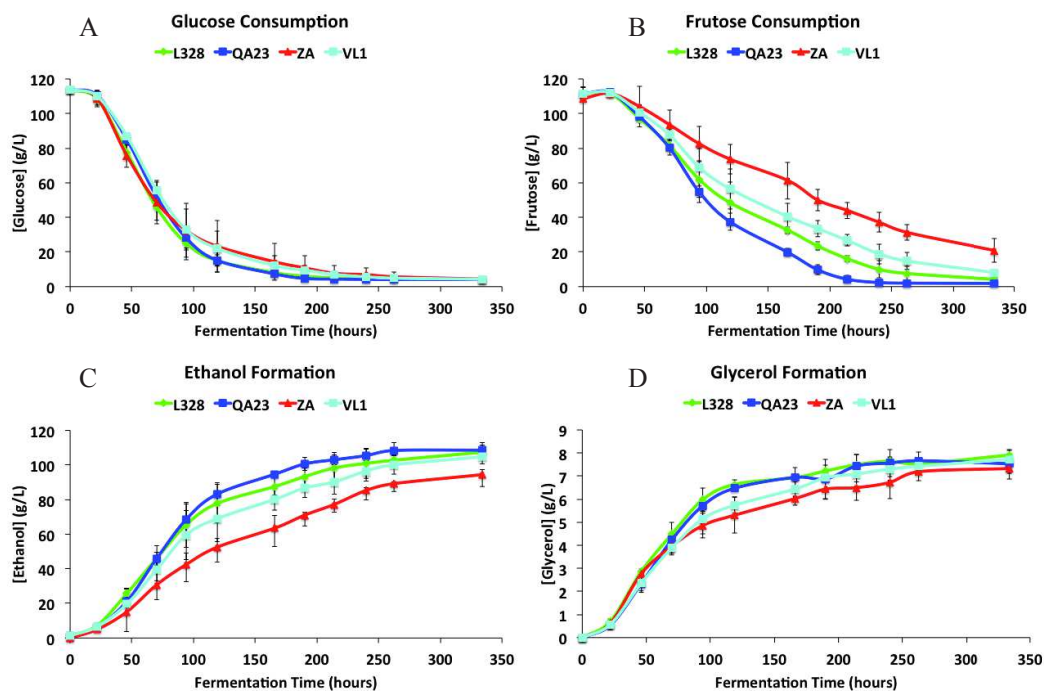 A
Glucose Consumption
L328 QA23 ZA VL1
120
100
80
60
40
20
0
[Glucose] (g/L)
0 50 100 150 200 250 300 350
Fermentation Time (hours)
B
Frutose Consumption
L328 QA23 ZA VL1
120
100
80
60
40
20
0
[Frutose] (g/L)
0 50 100 150 200 250 300 350
Fermentation Time (hours)
C
Ethanol Formation
L328 QA23 ZA VL1
120
100
80
60
40
20
0
[Ethanol] (g/L)
0 50 100 150 200 250 300 350
Fermentation Time (hours)
D
Glycerol Formation
L328 QA23 ZA VL1
9
8
7
6
5
4
3
2
1
0
[Glycerol] (g/L)
0 50 100 150 200 250 300 350
Fermentation Time (hours)